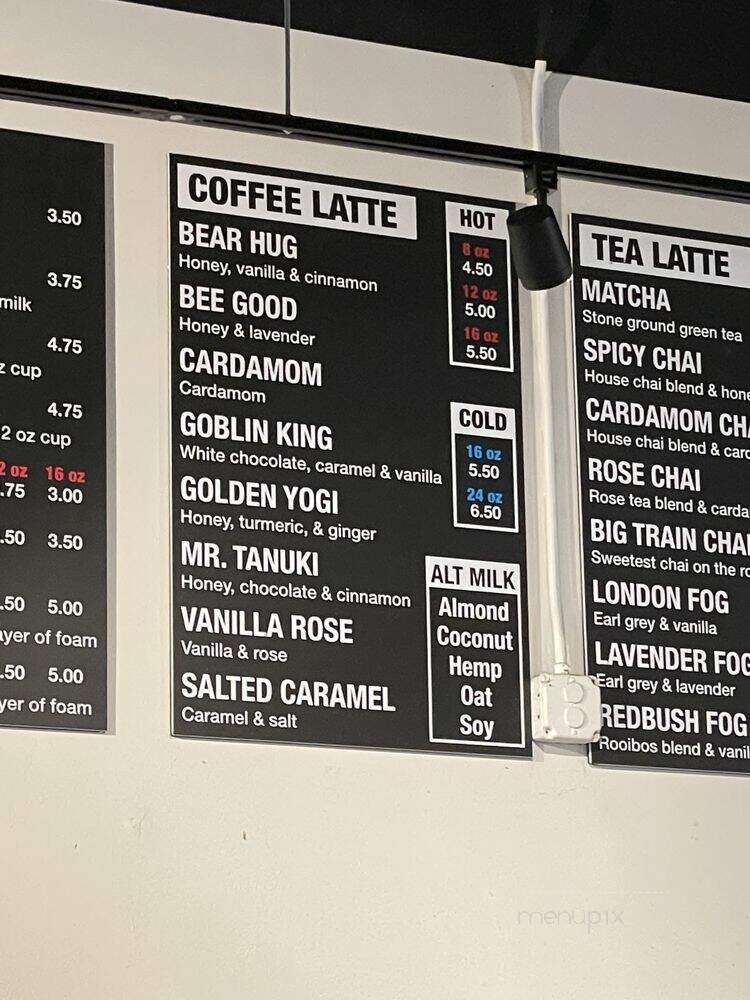 3.50
3.75
milk
4.75
cup
4.75
2 oz cup
oz 16 oz
.75 3.00
.50 3.50
.50 5.00
ayer of foam
.50 5.00
yer of foam
COFFEE LATTE
BEAR HUG
Honey, vanilla & cinnamon
BEE GOOD
Honey & lavender
CARDAMOM
Cardamom
GOBLIN KING
White chocolate, caramel & vanilla
GOLDEN YOGI
Honey, turmeric, & ginger
MR. TANUKI
Honey, chocolate & cinnamon
VANILLA ROSE
Vanilla & rose
SALTED CARAMEL
Caramel & salt
HOT
8 oz
4.50
12 oz
5.00
16 oz
5.50
COLD
16 oz
5.50
24 oz
6.50
ALT MILK
Almond
Coconut
Hemp
Oat
Soy
TEA LATTE
MATCHA
Stone ground green tea
SPICY CHAI
House chai blend & hone
CARDAMOM CHA
House chai blend & card
ROSE CHAI
Rose tea blend & carda
BIG TRAIN CHAI
Sweetest chai on the ro
LONDON FOG
Earl grey & vanilla
LAVENDER FOG
Earl grey & lavender
REDBUSH FOG
Rooibos blend & vanil
menupix